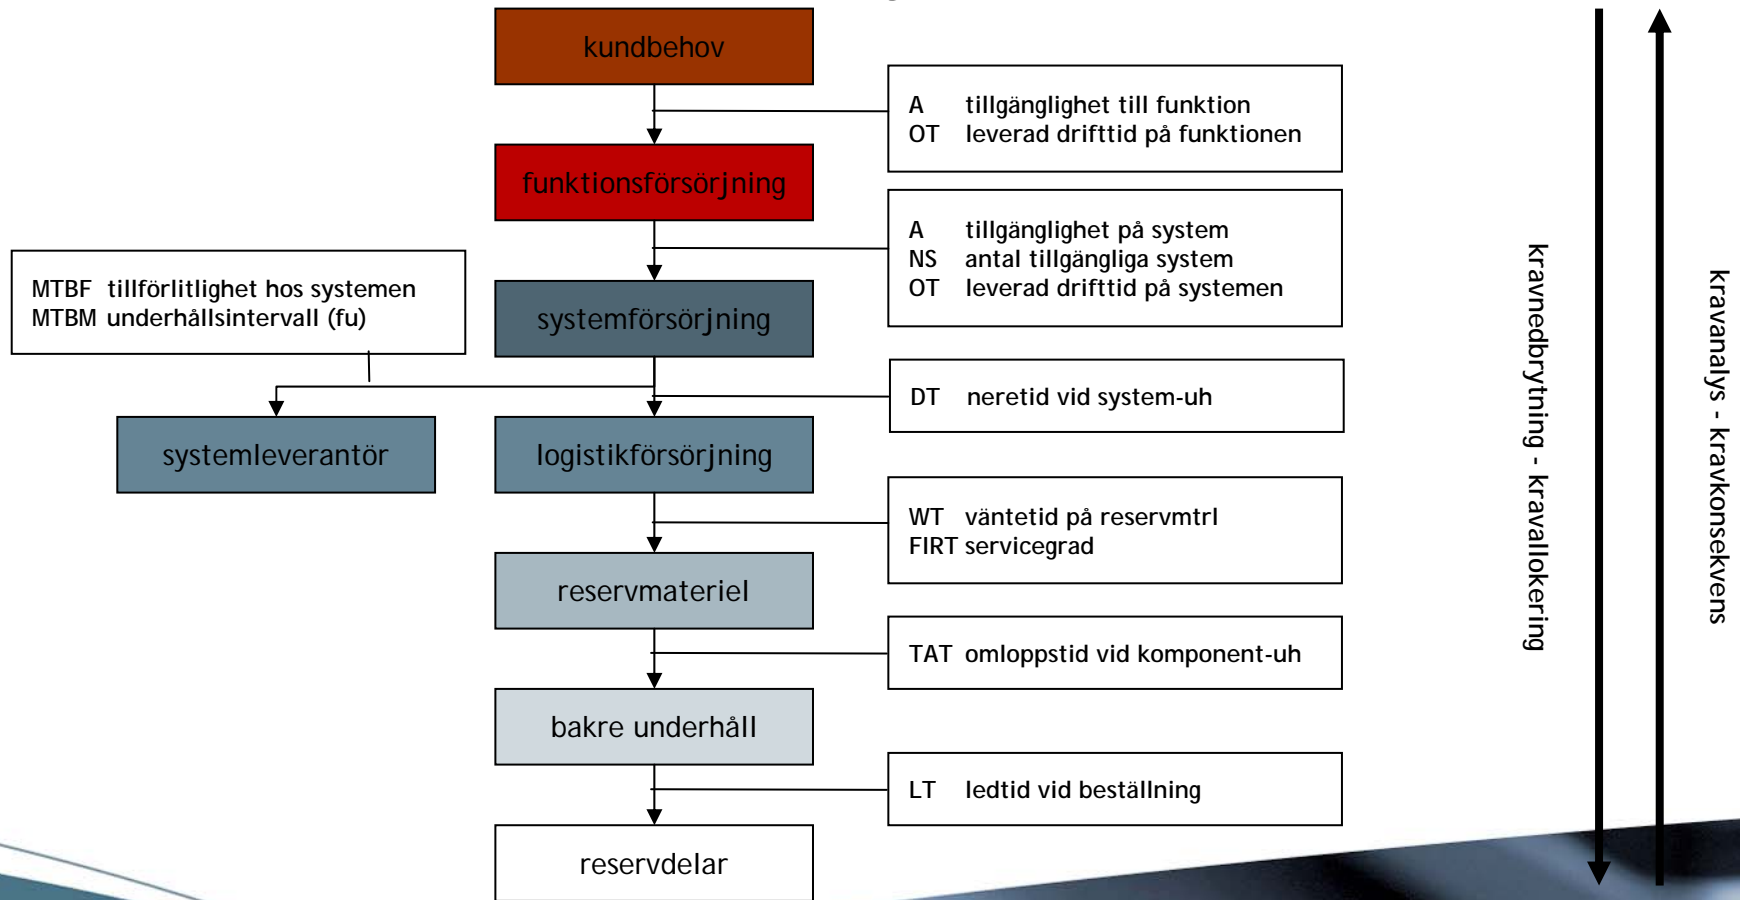 kundbehov
A tillgänglighet till funktion
OT leverad drifttid på funktionen
funktionsförsörjning
A tillgänglighet på system
NS antal tillgängliga system
OT leverad drifttid på systemen
MTBF tillförlitlighet hos systemen
MTBM underhållsintervall (fu)
systemförsörjning
DT neretid vid system-uh
systemleverantör
logistikförsörjning
WT väntetid på reservmtrl
FIRT servicegrad
reservmateriel
TAT omloppstid vid komponent-uh
bakre underhåll
LT ledtid vid beställning
reservdelar
kravnedbrytning - kravallokering
kravanalys - kravkonsekvens